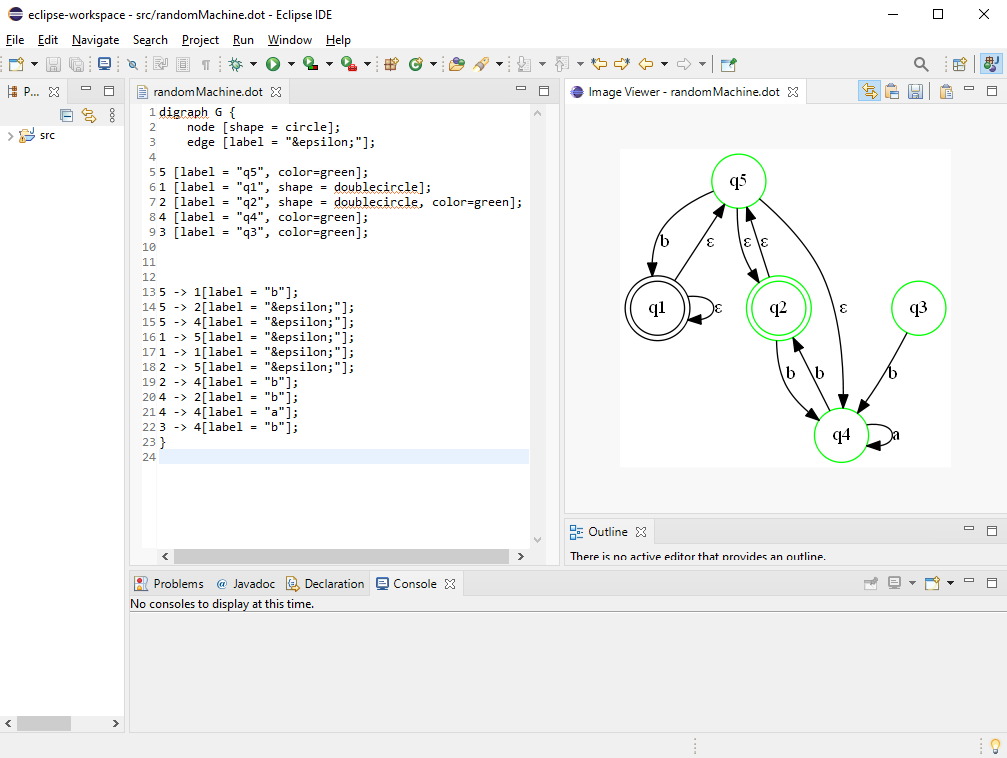 eclipse-workspace - src/randomMachine.dot - Eclipse IDE
File Edit Navigate Search Project Run Window Help
P...
src
randomMachine.dot
1 digraph G {
2     node [shape = circle];
3     edge [label = "&epsilon;"];
4
5 5 [label = "q5", color=green];
6 1 [label = "q1", shape = doublecircle];
7 2 [label = "q2", shape = doublecircle, color=green];
8 4 [label = "q4", color=green];
9 3 [label = "q3", color=green];
10
11
12
13 5 -> 1[label = "b"];
14 5 -> 2[label = "&epsilon;"];
15 5 -> 4[label = "&epsilon;"];
16 1 -> 5[label = "&epsilon;"];
17 1 -> 1[label = "&epsilon;"];
18 2 -> 5[label = "&epsilon;"];
19 2 -> 4[label = "b"];
20 4 -> 2[label = "b"];
21 4 -> 4[label = "a"];
22 3 -> 4[label = "b"];
23 }
24
Image Viewer - randomMachine.dot
q5
b ε ε ε
q1 ε q2 ε q3
b b b
q4 a
Outline
There is no active editor that provides an outline.
Problems @ Javadoc Declaration Console
No consoles to display at this time.